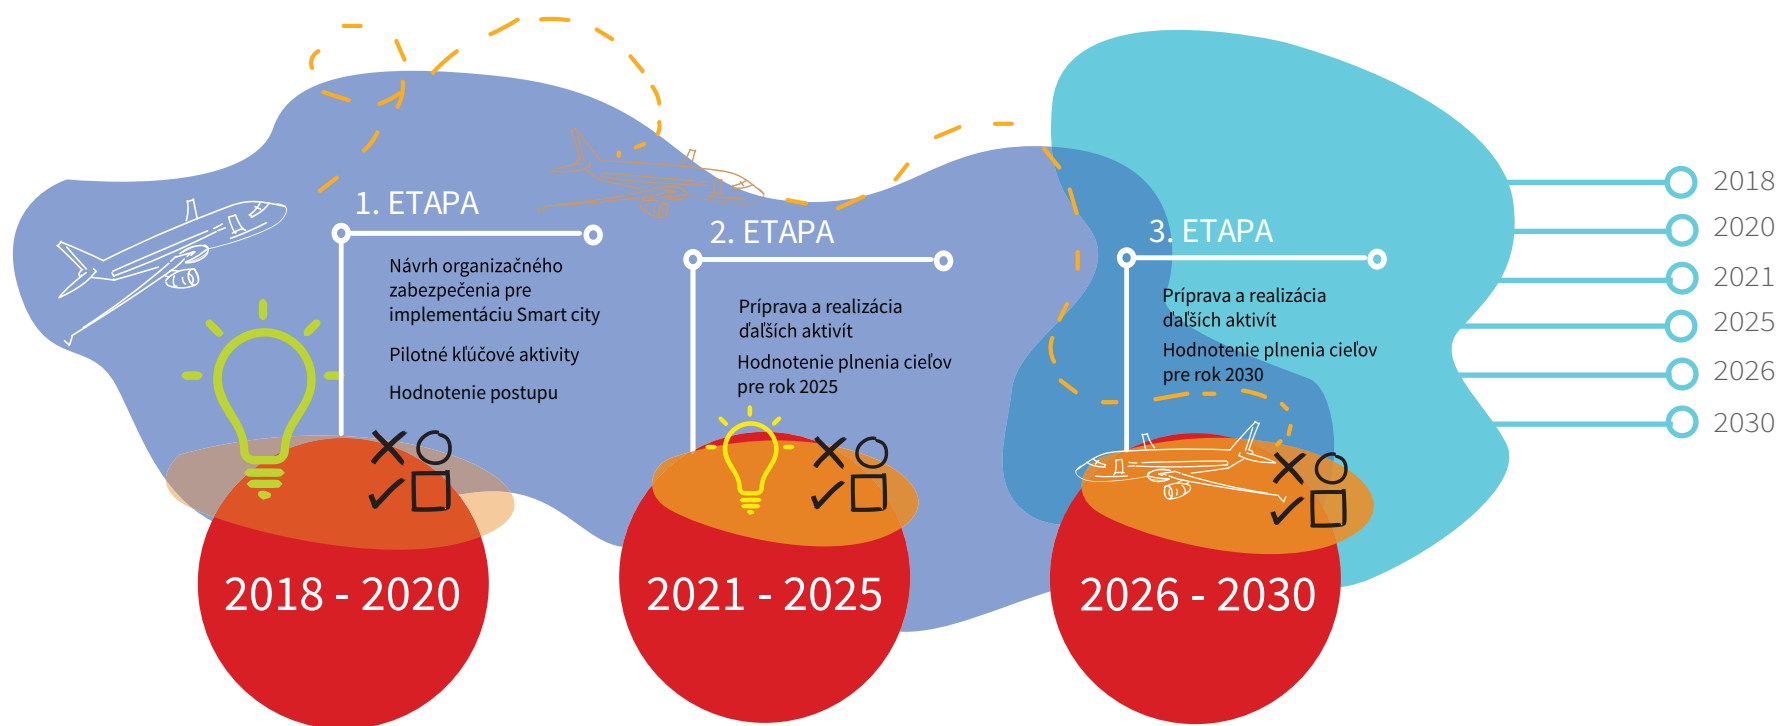 1. ETAPA
Návrh organizačného
zabezpečenia pre
implementáciu Smart city
Pilotné kľúčové aktivity
Hodnotenie postupu
2018 - 2020
2. ETAPA
Príprava a realizácia
ďaľších aktivít
Hodnotenie plnenia cieľov
pre rok 2025
2021 - 2025
3. ETAPA
Príprava a realizácia
ďaľších aktivít
Hodnotenie plnenia cieľov
pre rok 2030
2026 - 2030
2018
2020
2021
2025
2026
2030